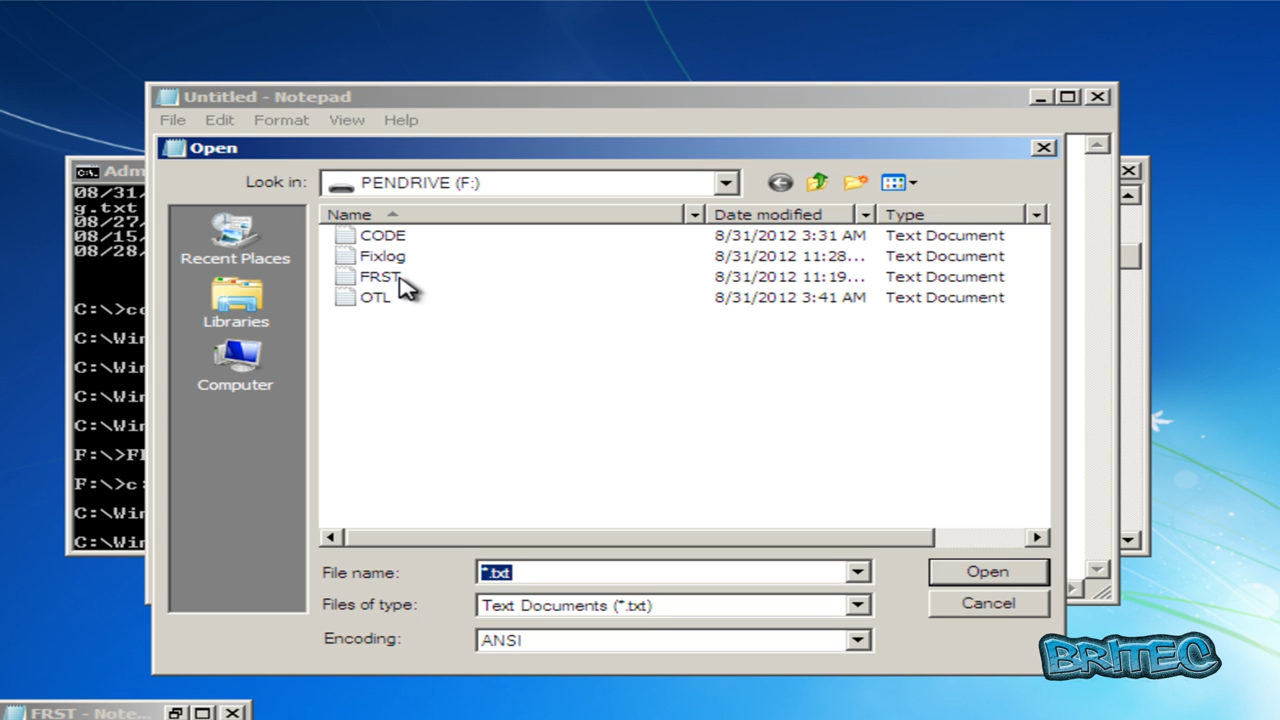 Untitled - Notepad
File Edit Format View Help
Open
Look in: PENDRIVE (F:)
Name Date modified Type
CODE 8/31/2012 3:31 AM Text Document
Fixlog 8/31/2012 11:28... Text Document
FRST 8/31/2012 11:19... Text Document
OTL 8/31/2012 3:41 AM Text Document
Recent Places
Libraries
Computer
File name: *.txt
Open
Files of type: Text Documents (*.txt)
Cancel
Encoding: ANSI
Adm
08/31/
g.txt
08/27/
08/15/
08/28/
C:\>co
C:\Win
C:\Win
C:\Win
C:\Win
F:\>FR
F:\>c:
C:\Win
C:\Win
BRITEC
FRST - Note...